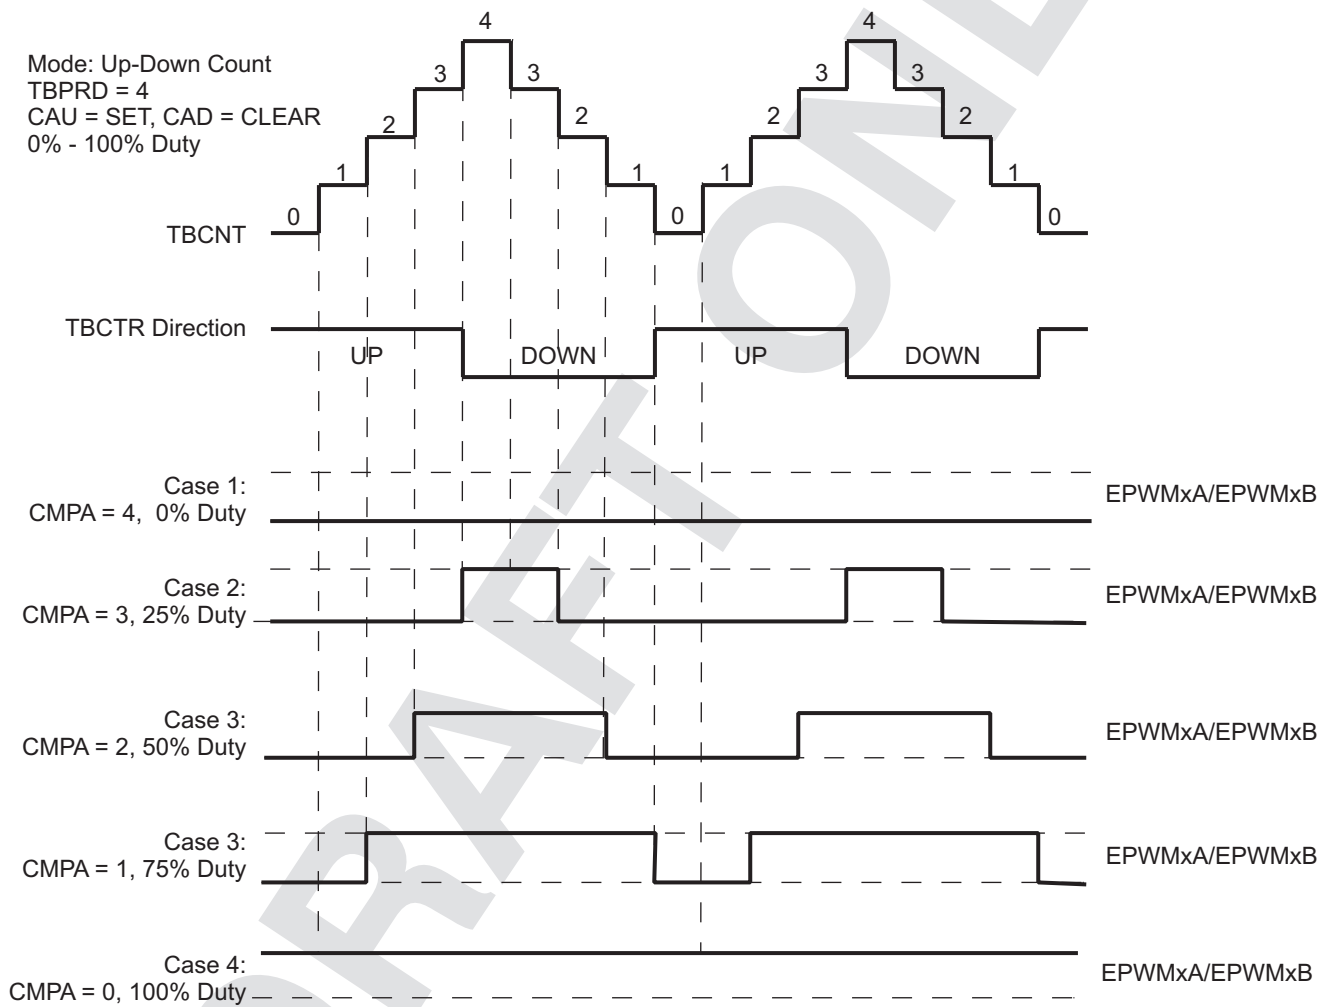 4 4
Mode: Up-Down Count
TBPRD = 4
CAU = SET, CAD = CLEAR
0% - 100% Duty
3 3 3 3
2 2 2 2
1 1 1 1
0 0 0
TBCNT
TBCTR Direction
UP DOWN UP DOWN
Case 1:
CMPA = 4, 0% Duty
EPWMxA/EPWMxB
Case 2:
CMPA = 3, 25% Duty
EPWMxA/EPWMxB
Case 3:
CMPA = 2, 50% Duty
EPWMxA/EPWMxB
Case 3:
CMPA = 1, 75% Duty
EPWMxA/EPWMxB
Case 4:
CMPA = 0, 100% Duty
EPWMxA/EPWMxB
DRAFT ONL